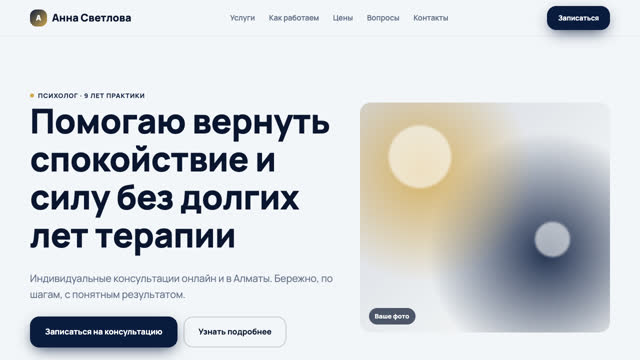 А Анна Светлова
Услуги Как работаем Цены Вопросы Контакты
Записаться
ПСИХОЛОГ · 9 ЛЕТ ПРАКТИКИ
Помогаю вернуть
спокойствие и
силу без долгих
лет терапии
Индивидуальные консультации онлайн и в Алматы. Бережно, по
шагам, с понятным результатом.
Записаться на консультацию
Узнать подробнее
Ваше фото